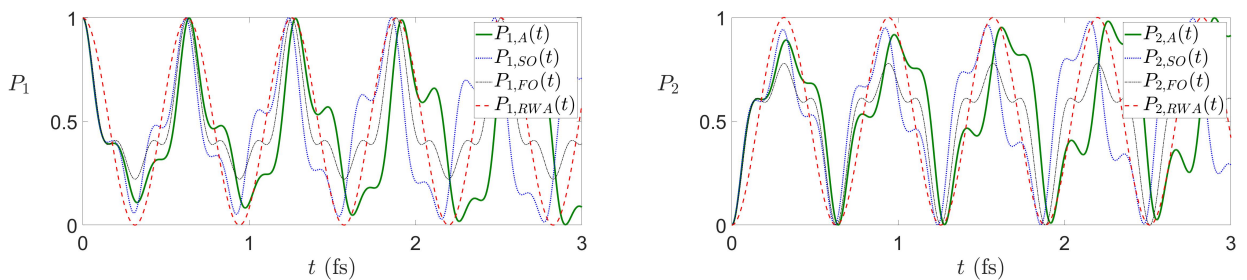 1
0.5
0
P₁
0
1
2
3
t (fs)
P₁,A(t)
P₁,SO(t)
P₁,FO(t)
P₁,RWA(t)
1
0.5
0
P₂
0
1
2
3
t (fs)
P₂,A(t)
P₂,SO(t)
P₂,FO(t)
P₂,RWA(t)